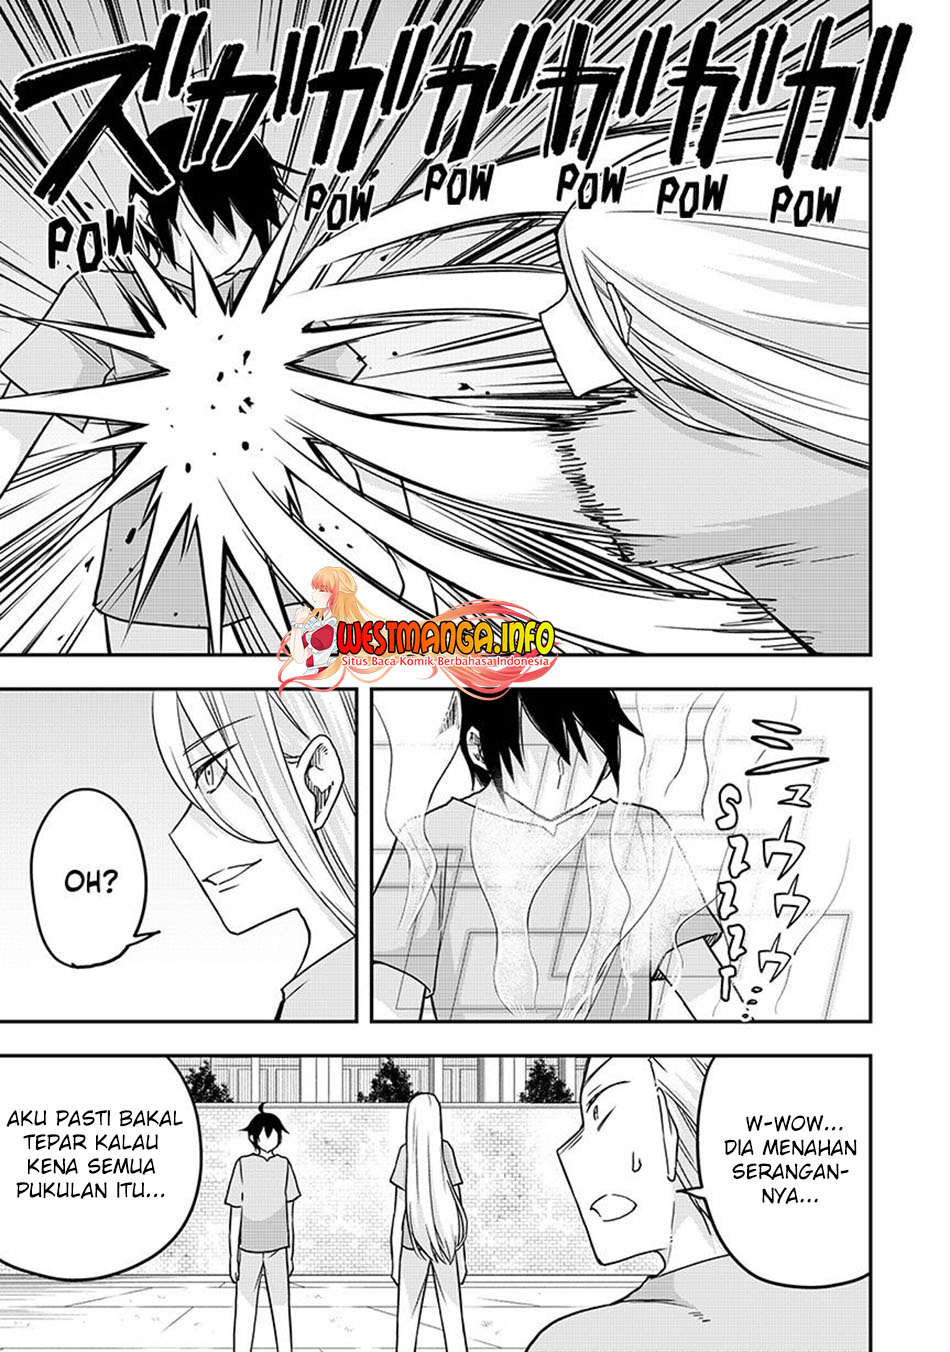 ズガガガガガガ
POW
POW
POW
POW
POW
POW
WESTMANGA.INFO
Situs Baca Komik Berbahasa Indonesia
シュウウウウ...
SZZZT
OH?
W-WOW...
DIA MENAHAN
SERANGAN-
NYA...
AKU PASTI BAKAL
TEPAR KALAU
KENA SEMUA
PUKULAN ITU...